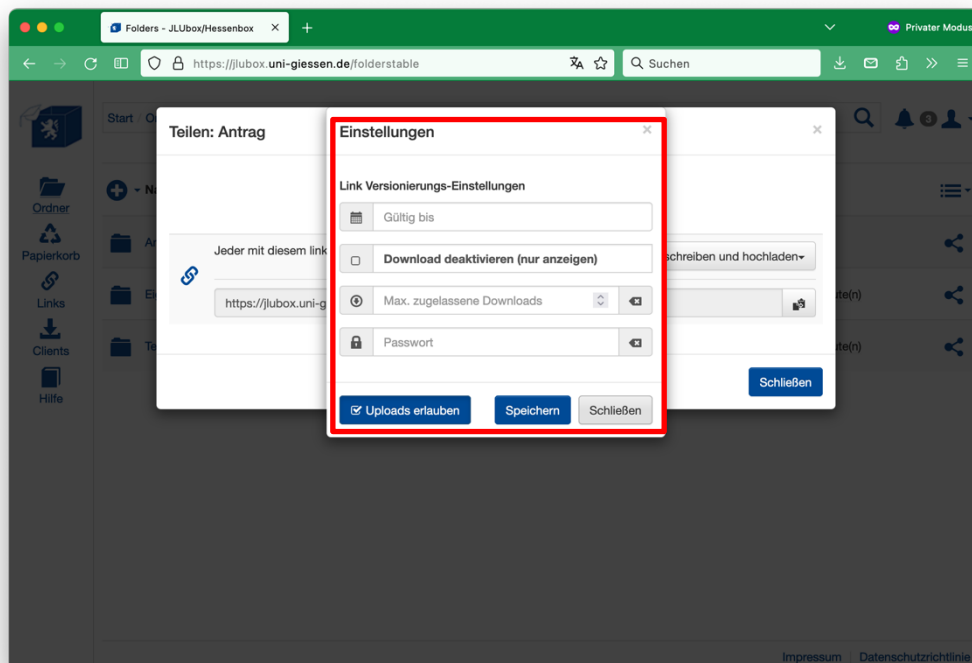 Folders - JLUbox/Hessenbox
Privater Modus
https://jlubox.uni-giessen.de/folderstable
Suchen
Start
3
Teilen: Antrag
Einstellungen
Ordner
Link Versionierungs-Einstellungen
Gültig bis
Papierkorb
Jeder mit diesem link
Download deaktivieren (nur anzeigen)
schreiben und hochladen
Links
https://jlubox.uni-g
Max. zugelassene Downloads
Clients
Passwort
Hilfe
Schließen
Uploads erlauben
Speichern
Schließen
Impressum
Datenschutzrichtlinie